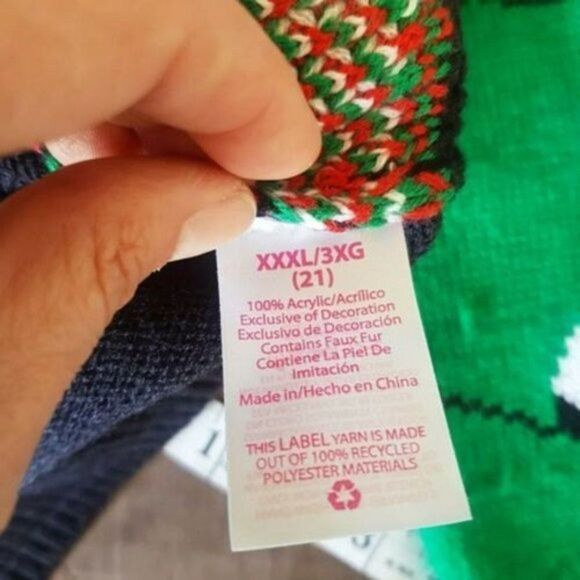 XXXL/3XG
(21)
100% Acrylic/Acrílico
Exclusive of Decoration
Exclusivo de Decoración
Contains Faux Fur
Contiene La Piel De
Imitación
Made in/Hecho en China
THIS LABEL YARN IS MADE
OUT OF 100% RECYCLED
POLYESTER MATERIALS
1